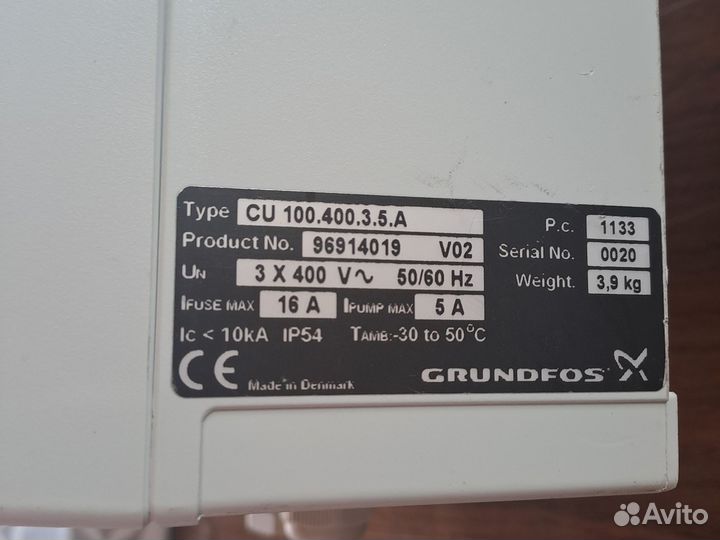 Type CU 100.400.3.5.A P.c. 1133
Product No. 96914019 V02 Serial No. 0020
UN 3 X 400 V∿ 50/60 Hz Weight. 3,9 kg
IFUSE MAX 16 A IPUMP MAX 5 A
Ic < 10kA IP54 TAMB:-30 to 50°C
CE Made in Denmark GRUNDFOS
Avito